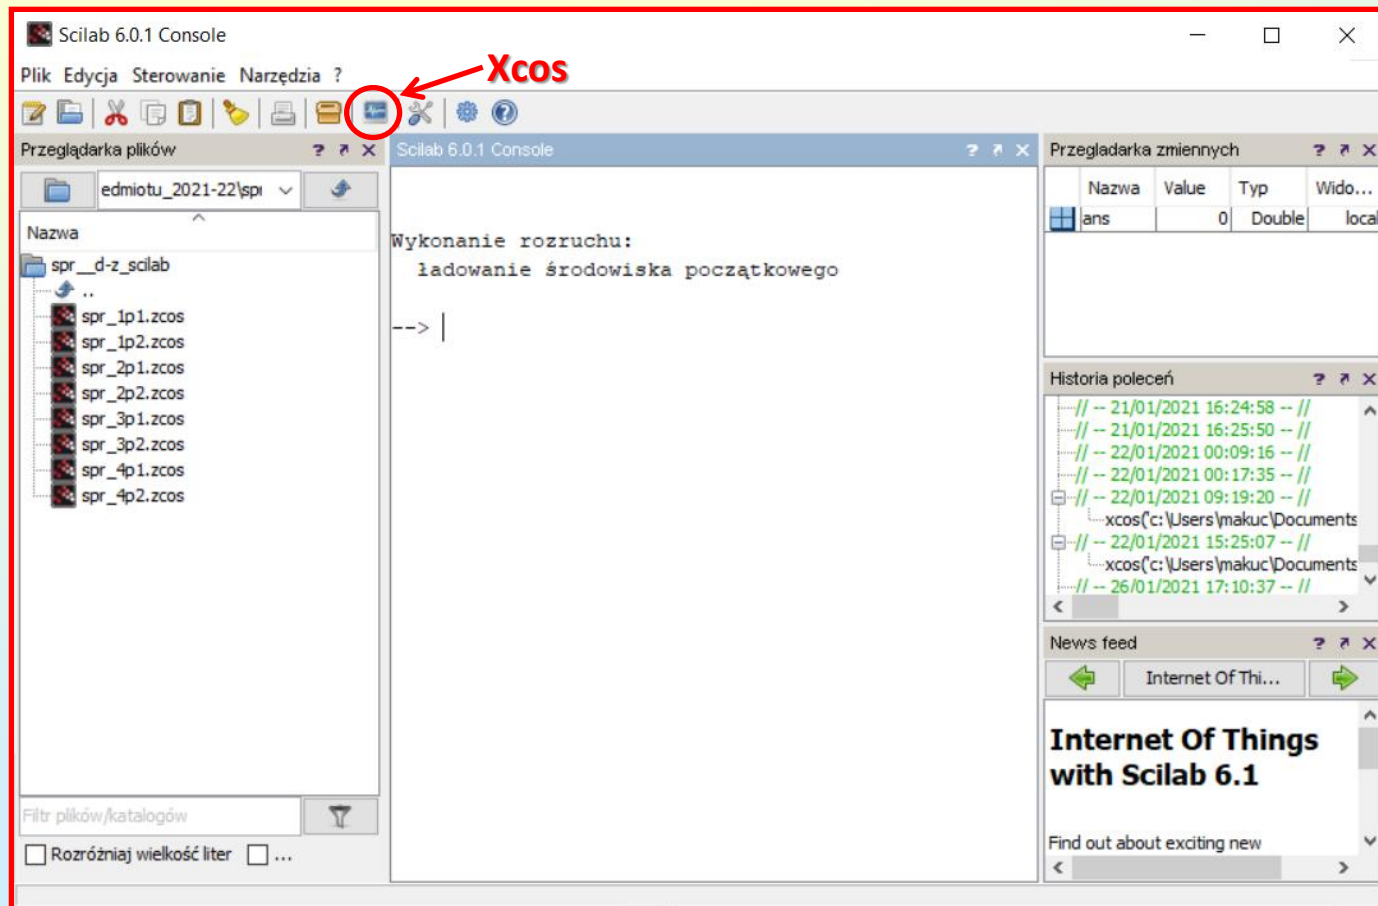 Scilab 6.0.1 Console
Plik Edycja Sterowanie Narzędzia ?
Xcos
Przeglądarka plików
edmiotu_2021-22\spr
Nazwa
spr__d-z_scilab
..
spr_1p1.zcos
spr_1p2.zcos
spr_2p1.zcos
spr_2p2.zcos
spr_3p1.zcos
spr_3p2.zcos
spr_4p1.zcos
spr_4p2.zcos
Filtr plików/katalogów
Rozróżniaj wielkość liter ...
Scilab 6.0.1 Console
Wykonanie rozruchu:
ładowanie środowiska początkowego
-->
Przegladarka zmiennych
Nazwa Value Typ Wido...
ans 0 Double local
Historia poleceń
// -- 21/01/2021 16:24:58 -- //
// -- 21/01/2021 16:25:50 -- //
// -- 22/01/2021 00:09:16 -- //
// -- 22/01/2021 00:17:35 -- //
// -- 22/01/2021 09:19:20 -- //
xcos('c:\Users\makuc\Documents
// -- 22/01/2021 15:25:07 -- //
xcos('c:\Users\makuc\Documents
// -- 26/01/2021 17:10:37 -- //
News feed
Internet Of Thi...
Internet Of Things
with Scilab 6.1
Find out about exciting new